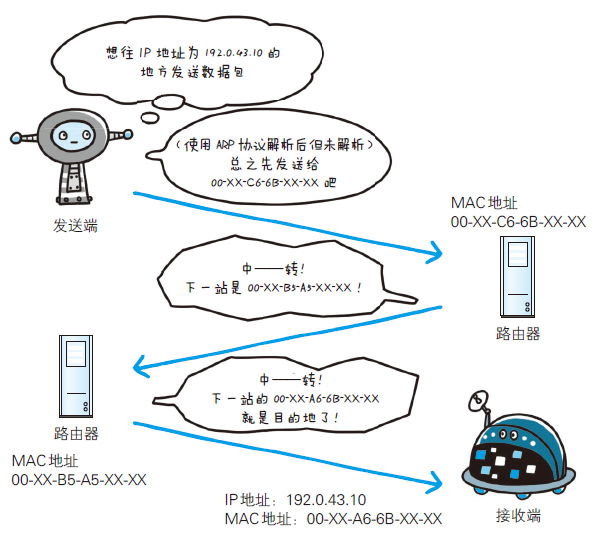 想往 IP 地址为 192.0.43.10 的
地方发送数据包
(使用 ARP 协议解析后但未解析)
总之先发送给
00-XX-C6-6B-XX-XX 吧
发送端
MAC 地址
00-XX-C6-6B-XX-XX
路由器
中——转!
下一站是 00-XX-B5-A5-XX-XX !
中——转!
下一站的 00-XX-A6-6B-XX-XX
就是目的地了!
路由器
MAC 地址
00-XX-B5-A5-XX-XX
IP 地址: 192.0.43.10
MAC 地址: 00-XX-A6-6B-XX-XX
接收端